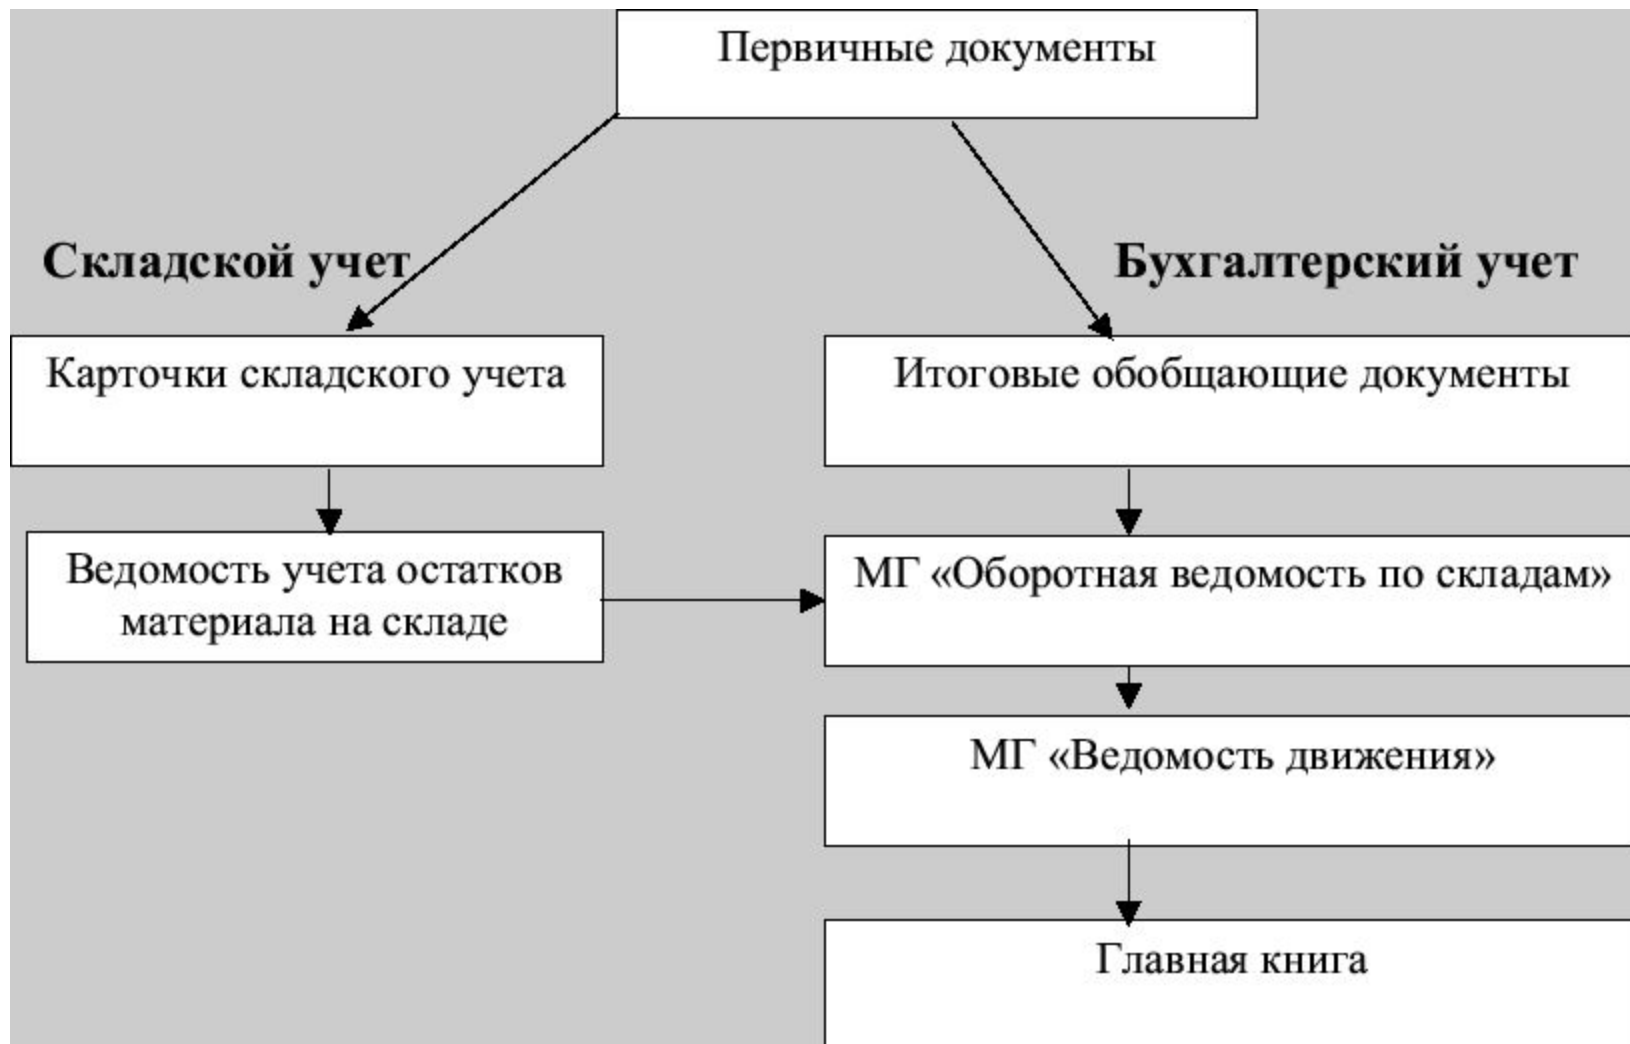 Первичные документы
Складской учет
Бухгалтерский учет
Карточки складского учета
Итоговые обобщающие документы
Ведомость учета остатков
материала на складе
МГ «Оборотная ведомость по складам»
МГ «Ведомость движения»
Главная книга